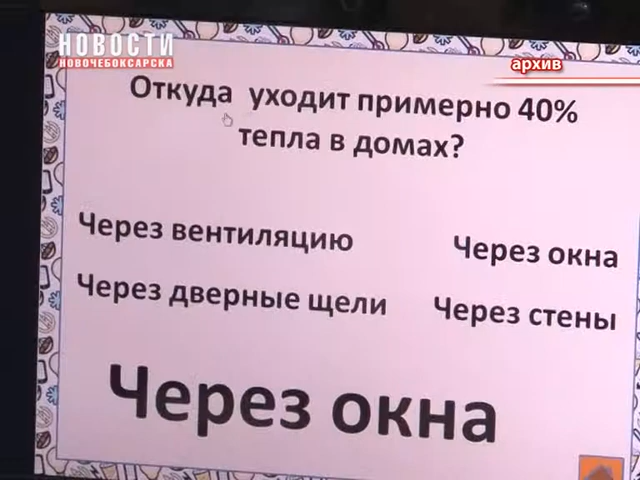 НОВОСТИ
НОВОЧЕБОКСАРСКА
архив
Откуда уходит примерно 40%
тепла в домах?
Через вентиляцию
Через окна
Через дверные щели
Через стены
Через окна